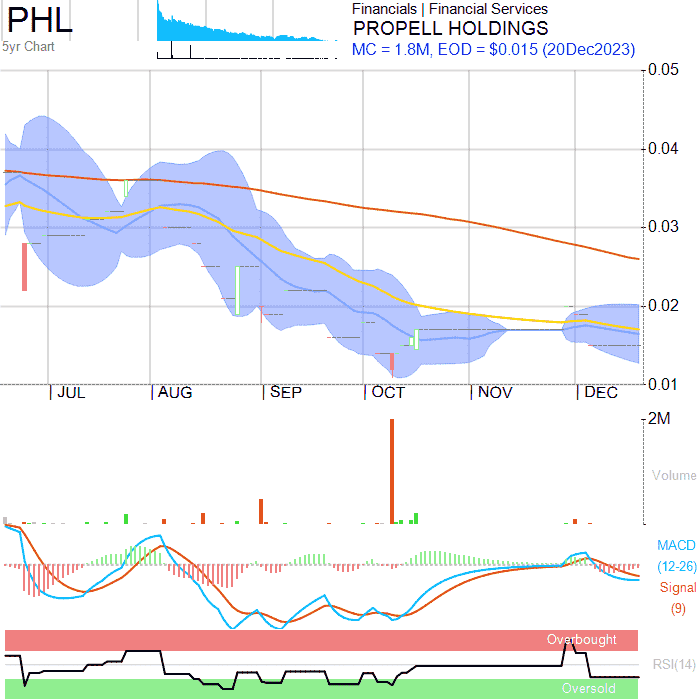 PHL
5yr Chart
Financials | Financial Services
PROPELL HOLDINGS
MC = 1.8M, EOD = $0.015 (20Dec2023)
0.05
0.04
0.03
0.02
0.01
JUL
AUG
SEP
OCT
NOV
DEC
2M
Volume
MACD
(12-26)
Signal
(9)
Overbought
RSI(14)
Oversold